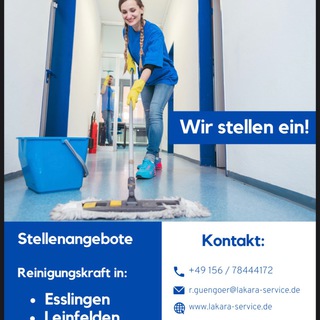 Wir stellen ein!
Stellenangebote
Reinigungskraft in:
• Esslingen
• Leinfelden
Kontakt:
+49 156 / 78444172
r.guengoer@lakara-service.de
www.lakara-service.de